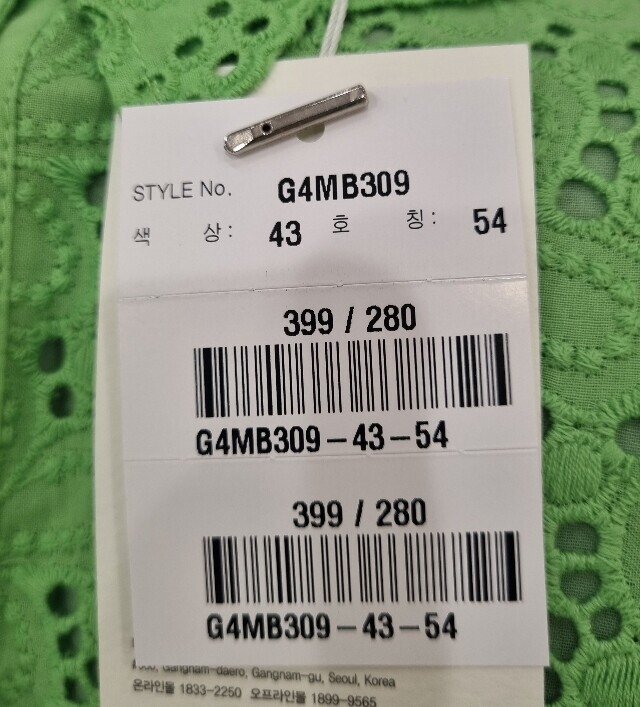 STYLE No. G4MB309
색 상: 43 호 칭: 54
399 / 280
G4MB309-43-54
399 / 280
G4MB309-43-54
Gangnam-daero, Gangnam-gu, Seoul, Korea
온라인몰 1833-2250 오프라인몰 1899-9565